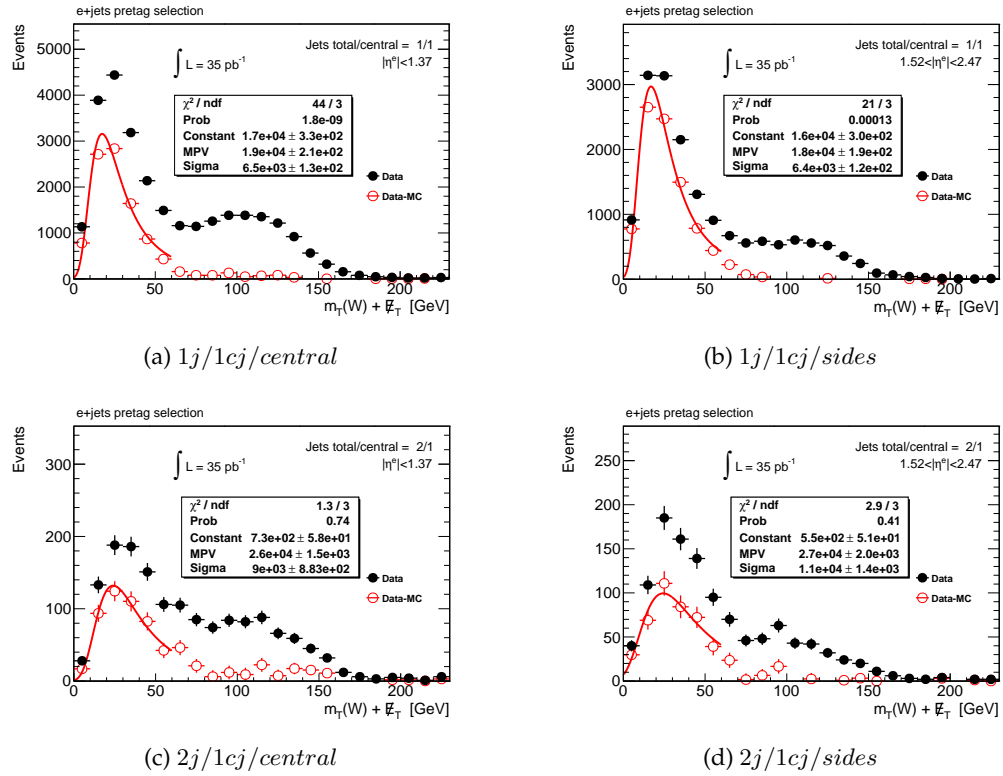 e+jets pretag selection
Events
5000
4000
3000
2000
1000
0
∫ L = 35 pb⁻¹
Jets total/central = 1/1
|ηᵉ|<1.37
χ² / ndf 44 / 3
Prob 1.8e-09
Constant 1.7e+04 ± 3.3e+02
MPV 1.9e+04 ± 2.1e+02
Sigma 6.5e+03 ± 1.3e+02
Data
Data-MC
0 50 100 150 200
m_T(W) + E̸_T [GeV]
(a) 1j/1cj/central
e+jets pretag selection
Events
3000
2000
1000
0
∫ L = 35 pb⁻¹
Jets total/central = 1/1
1.52<|ηᵉ|<2.47
χ² / ndf 21 / 3
Prob 0.00013
Constant 1.6e+04 ± 3.0e+02
MPV 1.8e+04 ± 1.9e+02
Sigma 6.4e+03 ± 1.2e+02
Data
Data-MC
0 50 100 150 200
m_T(W) + E̸_T [GeV]
(b) 1j/1cj/sides
e+jets pretag selection
Events
300
200
100
0
∫ L = 35 pb⁻¹
Jets total/central = 2/1
|ηᵉ|<1.37
χ² / ndf 1.3 / 3
Prob 0.74
Constant 7.3e+02 ± 5.8e+01
MPV 2.6e+04 ± 1.5e+03
Sigma 9e+03 ± 8.83e+02
Data
Data-MC
0 50 100 150 200
m_T(W) + E̸_T [GeV]
(c) 2j/1cj/central
e+jets pretag selection
Events
250
200
150
100
50
0
∫ L = 35 pb⁻¹
Jets total/central = 2/1
1.52<|ηᵉ|<2.47
χ² / ndf 2.9 / 3
Prob 0.41
Constant 5.5e+02 ± 5.1e+01
MPV 2.7e+04 ± 2.0e+03
Sigma 1.1e+04 ± 1.4e+03
Data
Data-MC
0 50 100 150 200
m_T(W) + E̸_T [GeV]
(d) 2j/1cj/sides